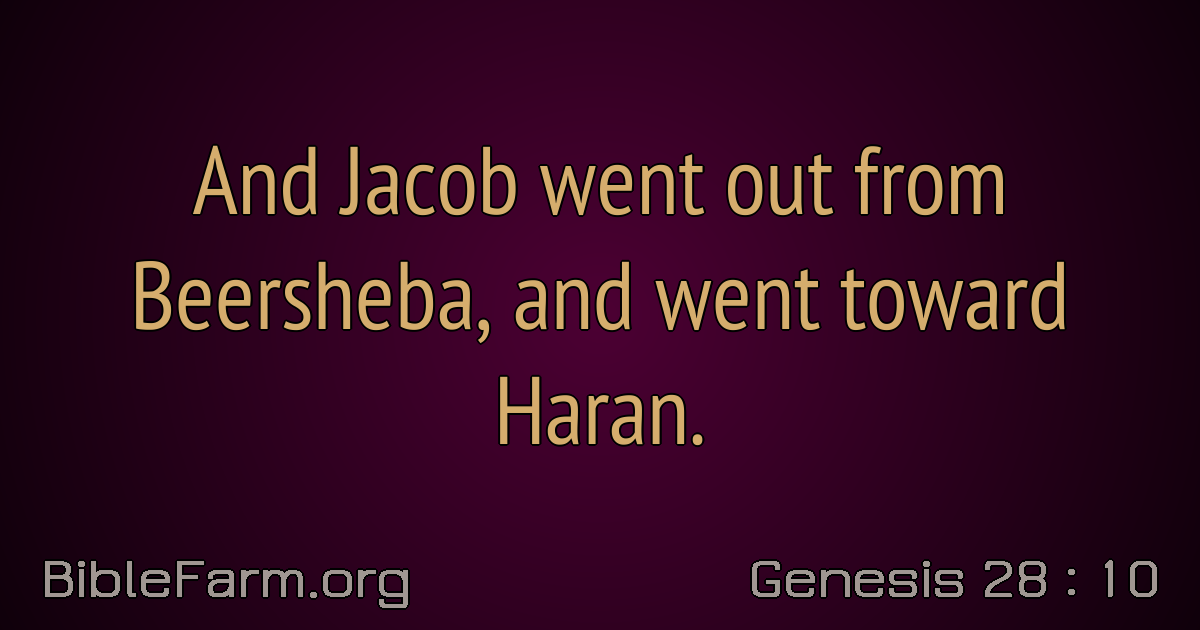 And Jacob went out from
Beersheba, and went toward
Haran.
BibleFarm.org
Genesis 28 : 10